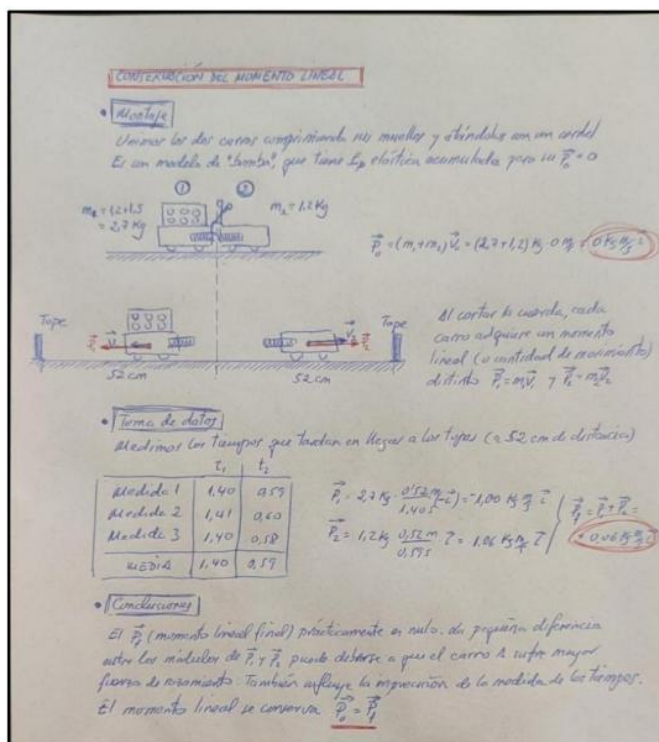 CONSERVACIÓN DEL MOMENTO LINEAL
• Montaje
Unimos los dos carros comprimiendo sus muelles y atándolos con un cordel
Es un modelo de "bomba", que tiene Ep elástica acumulada pero su P₀ = 0
① ②
m₁ = 1,2+1,5
= 2,7 Kg
m₂ = 1,2 Kg
P₀ = (m₁+m₂) V₀ = (2,7+1,2) Kg · 0 m/s = 0 Kg m/s i
Tope
Tope
52 cm 52 cm
Al cortar la cuerda, cada
carro adquiere un momento
lineal (o cantidad de movimiento)
distinto P₁ = m₁V₁ y P₂ = m₂V₂
• Toma de datos
Medimos los tiempos que tardan en llegar a los topes (a 52 cm de distancia)
t₁ t₂
Medida 1 1,40 0,59
Medida 2 1,41 0,60
Medida 3 1,40 0,58
MEDIA 1,40 0,59
P₁ = 2,7 Kg · 0'52 m / 1,40 s (-i) = -1,00 Kg m/s i
P₂ = 1,2 Kg 0,52 m / 0,59 s · i = 1,06 Kg m/s i
P_f = P₁ + P₂ =
+0,06 Kg m/s i
• Conclusiones
El P_f (momento lineal final) prácticamente es nulo. La pequeña diferencia
entre los módulos de P₁ y P₂ puede deberse a que el carro A sufre mayor
fuerza de rozamiento. También influye la imprecisión de la medida de los tiempos.
El momento lineal se conserva P₀ = P_f